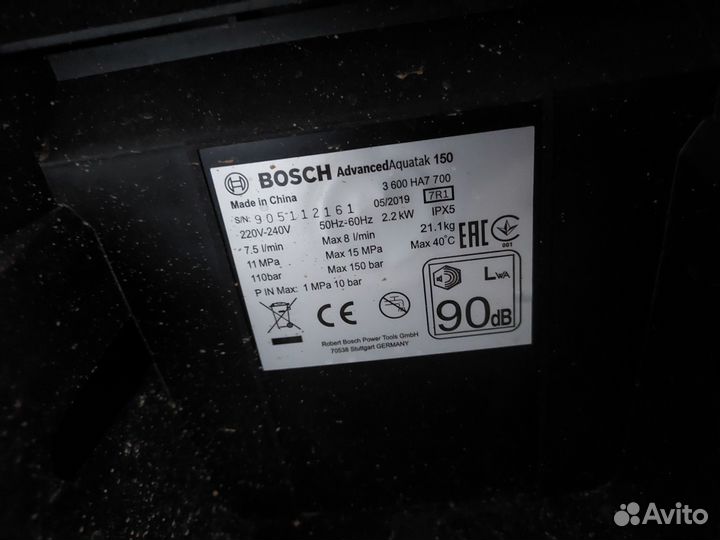 BOSCH AdvancedAquatak 150
Made in China 3 600 HA7 700
S/N: 905112161 05/2019 7R1
220V-240V 50Hz-60Hz 2.2 kW IPX5
7.5 l/min Max 8 l/min 21.1kg
11 MPa Max 15 MPa Max 40°C
110bar Max 150 bar
P IN Max: 1 MPa 10 bar
EAC
001
CE
LWA
90dB
Robert Bosch Power Tools GmbH
70538 Stuttgart GERMANY
Avito